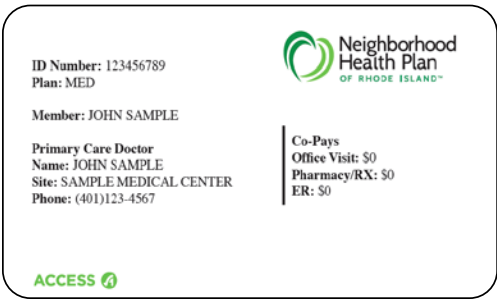 Neighborhood
Health Plan
OF RHODE ISLAND™
ID Number: 123456789
Plan: MED
Member: JOHN SAMPLE
Primary Care Doctor
Name: JOHN SAMPLE
Site: SAMPLE MEDICAL CENTER
Phone: (401)123-4567
Co-Pays
Office Visit: $0
Pharmacy/RX: $0
ER: $0
ACCESS